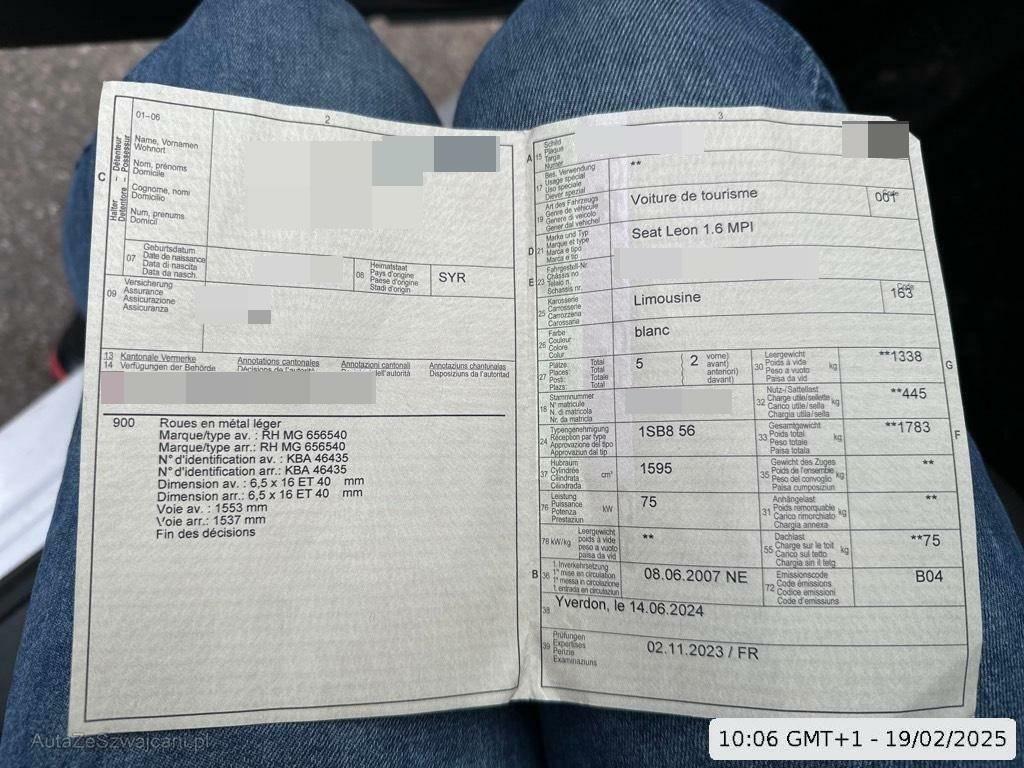 01-06
2
C
Halter – Détenteur
Detentore – Possessur
Name, Vornamen
Wohnort
Nom, prénoms
Domicile
Cognome, nomi
Domicilio
Num, prenums
Domicil
07
Geburtsdatum
Date de naissance
Data di nascita
Data da nasch.
08
Heimatstaat
Pays d'origine
Paese d'origine
Stadi d'origin
SYR
09
Versicherung
Assurance
Assicurazione
Assicuranza
13 Kantonale Vermerke Annotations cantonales Annotazioni cantonali Annotaziuns chantunalas
14 Verfügungen der Behörde Décisions de l'autorité dell'autorità Disposiziuns da l'autoritad
900 Roues en métal léger
Marque/type av. : RH MG 656540
Marque/type arr.: RH MG 656540
N° d'identification av. : KBA 46435
N° d'identification arr.: KBA 46435
Dimension av. : 6,5 x 16 ET 40 mm
Dimension arr.: 6,5 x 16 ET 40 mm
Voie av. : 1553 mm
Voie arr.: 1537 mm
Fin des décisions
3
A 15
Schild
Plaque
Targa
Numer
17
Bes. Verwendung
Usage spécial
Uso speciale
Diever spezial
**
19
Art des Fahrzeugs
Genre de véhicule
Genere di veicolo
Gener dal vehichel
Voiture de tourisme
Code
001
D 21
Marke und Typ
Marque et type
Marca e tipo
Marca e tip
Seat Leon 1.6 MPI
E 23
Fahrgestell-Nr.
Châssis no
Telaio n.
Schassis nr.
25
Karosserie
Carrosserie
Carrozzeria
Carossaria
Limousine
Code
163
26
Farbe
Couleur
Colore
Colur
blanc
27
Plätze: Total
Places: Total
Posti: Totale
Plazs: Total
5
2
vorne)
avant)
anteriori)
davant)
30
Leergewicht
Poids à vide
Peso a vuoto
Paisa da vid
kg
**1338
G
18
Stammnummer
N° matricule
N. di matricola
Nr. da matricla
32
Nutz-/Sattellast
Charge utile/sellette
Carico utile/sella
Chargia utila/sella
kg
**445
24
Typengenehmigung
Réception par type
Approvazione del tipo
Approvaziun dal tip
1SB8 56
33
Gesamtgewicht
Poids total
Peso totale
Paisa totala
kg
**1783
F
37
Hubraum
Cylindrée
Cilindrata
Cilindrada
cm³
1595
35
Gewicht des Zuges
Poids de l'ensemble
Peso del convoglio
Paisa cumposiziun
kg
**
76
Leistung
Puissance
Potenza
Prestaziun
kW
75
31
Anhängelast
Poids remorquable
Carico rimorchiato
Chargia annexa
kg
**
78 kW/kg
Leergewicht
poids à vide
peso a vuoto
paisa da vid
**
55
Dachlast
Charge sur le toit
Carico sul tetto
Chargia sin il tetg
kg
**75
B 36
1. Inverkehrsetzung
1re mise en circulation
1a messa in circolazione
1. entrada en circulaziun
08.06.2007 NE
72
Emissionscode
Code émissions
Codice emissioni
Code d'emissiuns
B04
38
Yverdon, le 14.06.2024
39
Prüfungen
Expertises
Perizie
Examinaziuns
02.11.2023 / FR
AutaZeSzwajcarii.pl
10:06 GMT+1 - 19/02/2025